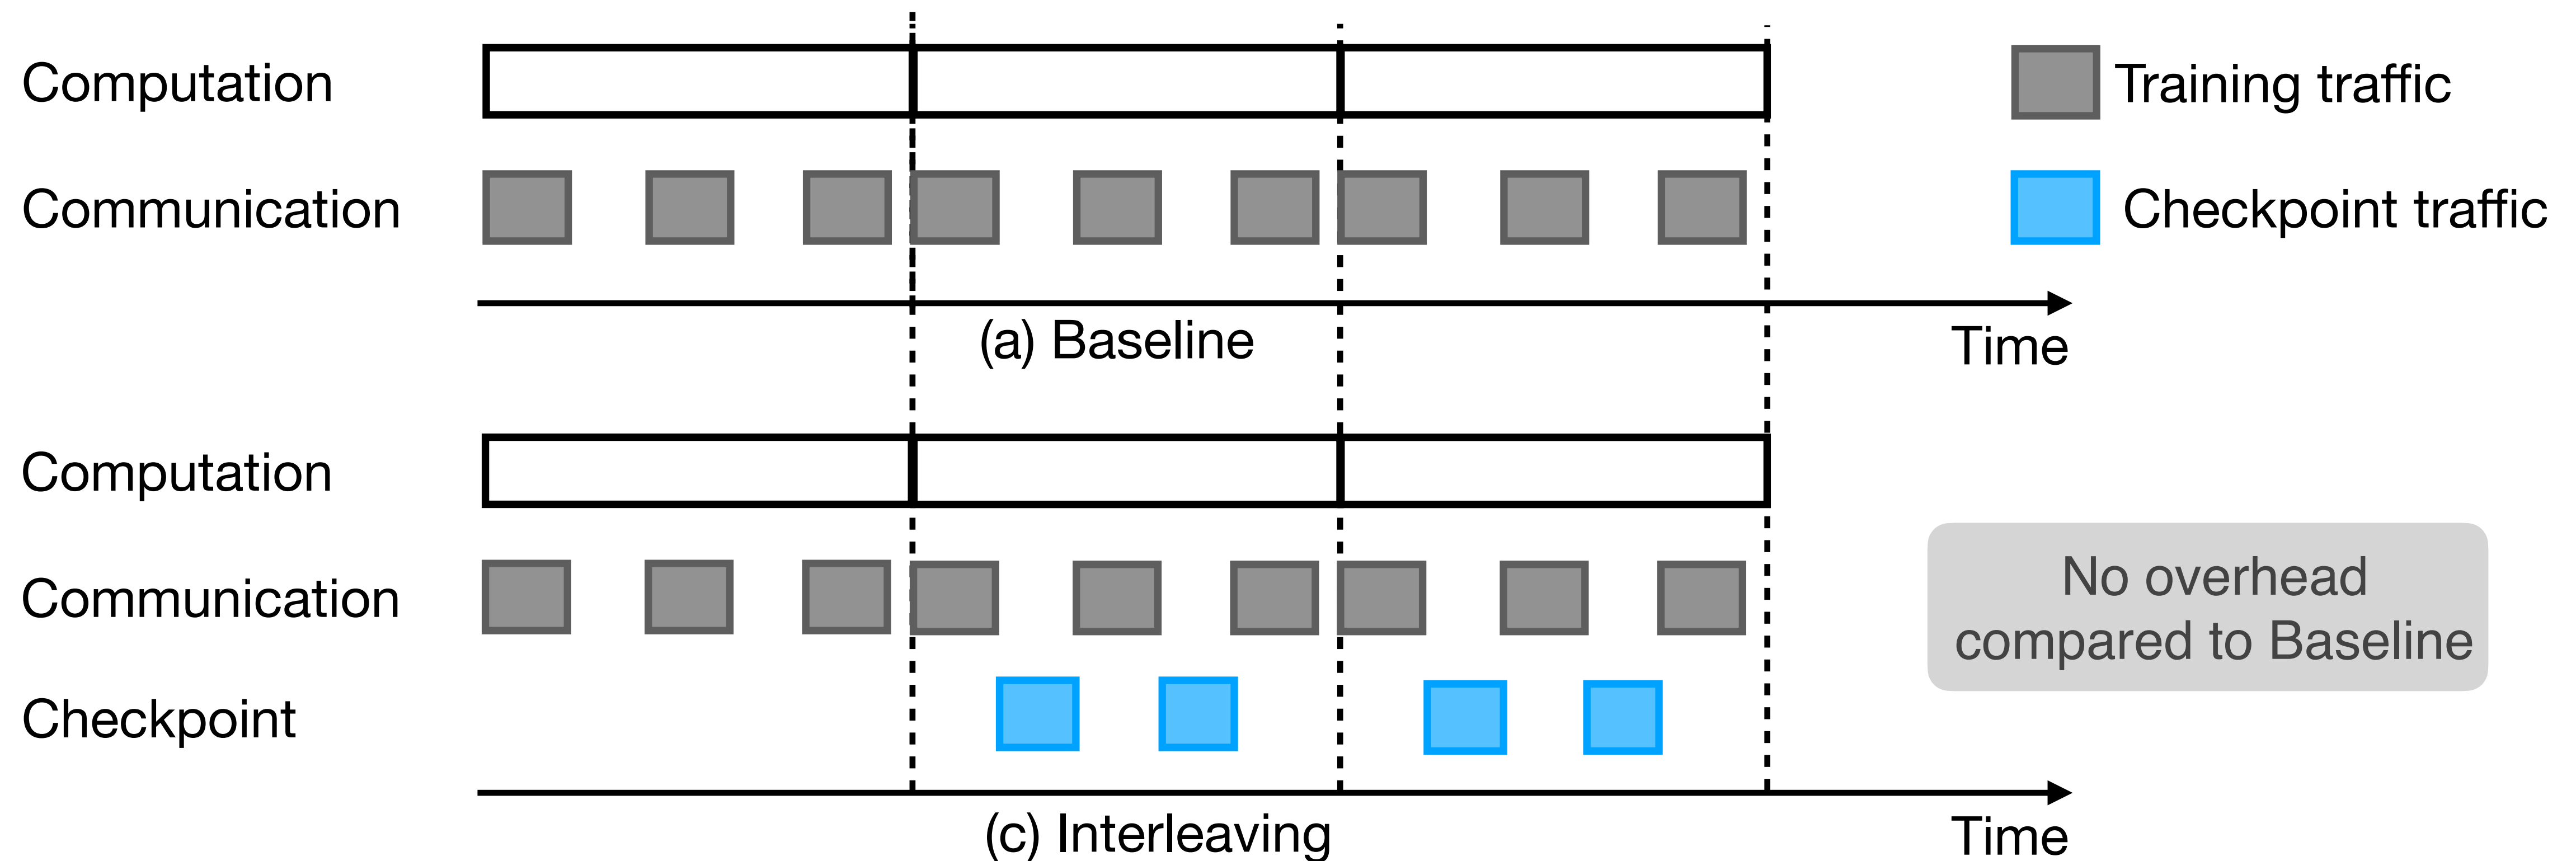 Computation
Training traffic
Communication
Checkpoint traffic
(a) Baseline
Time
Computation
Communication
No overhead
compared to Baseline
Checkpoint
(c) Interleaving
Time